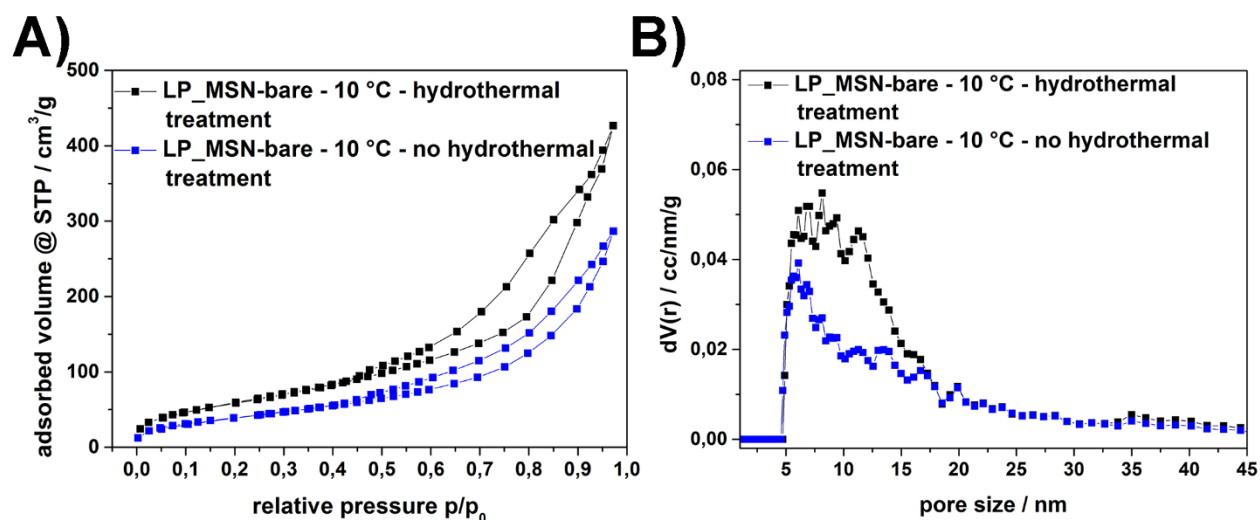 A)
500
400
300
200
100
0
adsorbed volume @ STP / cm³/g
LP_MSN-bare - 10 °C - hydrothermal
treatment
LP_MSN-bare - 10 °C - no hydrothermal
treatment
0,0 0,1 0,2 0,3 0,4 0,5 0,6 0,7 0,8 0,9 1,0
relative pressure p/p₀
B)
0,08
0,06
0,04
0,02
0,00
dV(r) / cc/nm/g
LP_MSN-bare - 10 °C - hydrothermal
treatment
LP_MSN-bare - 10 °C - no hydrothermal
treatment
5 10 15 20 25 30 35 40 45
pore size / nm